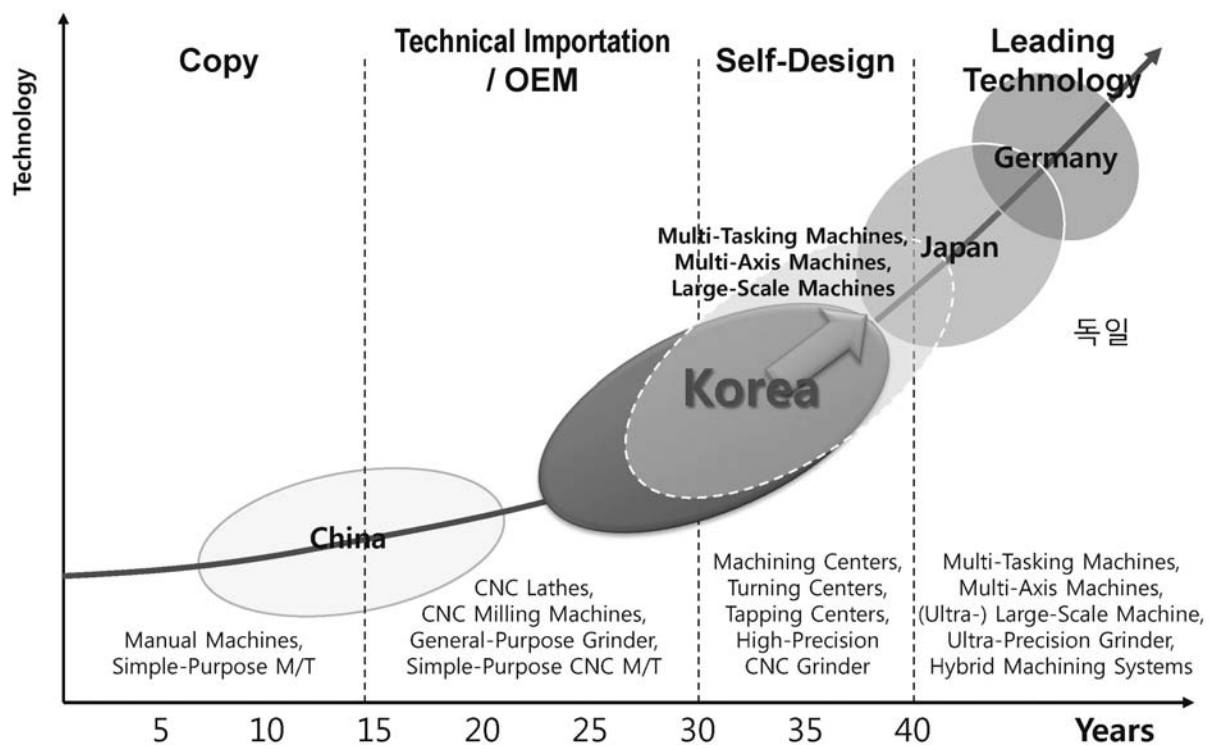 Technology
Copy
Technical Importation
/ OEM
Self-Design
Leading
Technology
Germany
Japan
Multi-Tasking Machines,
Multi-Axis Machines,
Large-Scale Machines
독일
Korea
China
Manual Machines,
Simple-Purpose M/T
CNC Lathes,
CNC Milling Machines,
General-Purpose Grinder,
Simple-Purpose CNC M/T
Machining Centers,
Turning Centers,
Tapping Centers,
High-Precision
CNC Grinder
Multi-Tasking Machines,
Multi-Axis Machines,
(Ultra-) Large-Scale Machine,
Ultra-Precision Grinder,
Hybrid Machining Systems
5 10 15 20 25 30 35 40 Years